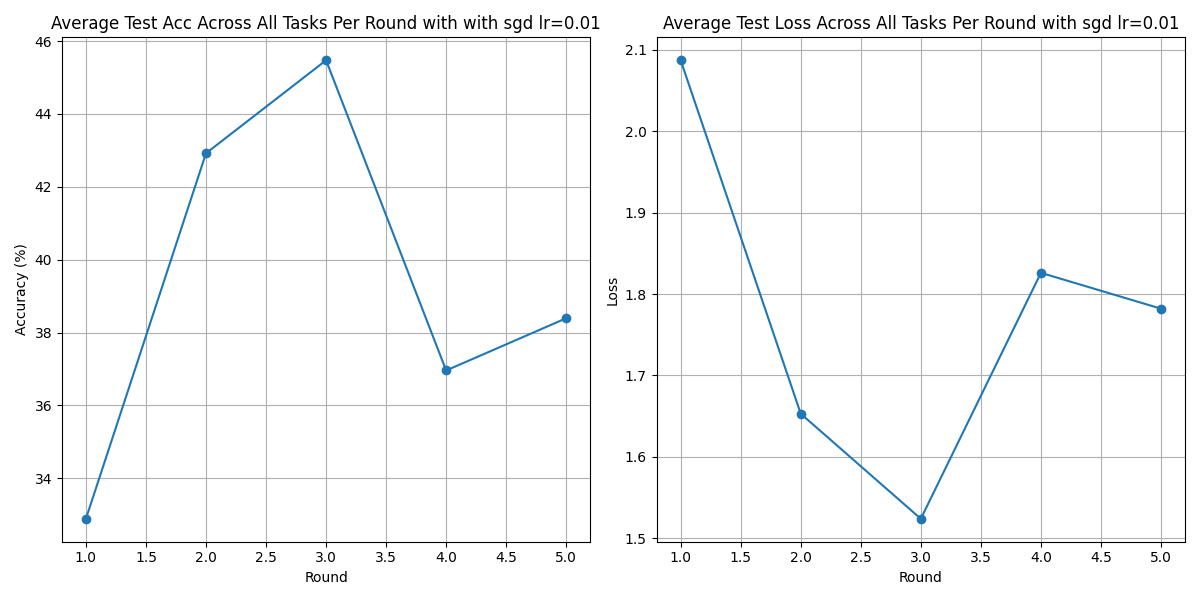 Average Test Acc Across All Tasks Per Round with with sgd lr=0.01
46
44
42
40
38
36
34
Accuracy (%)
1.0 1.5 2.0 2.5 3.0 3.5 4.0 4.5 5.0
Round
Average Test Loss Across All Tasks Per Round with sgd lr=0.01
2.1
2.0
1.9
1.8
1.7
1.6
1.5
Loss
1.0 1.5 2.0 2.5 3.0 3.5 4.0 4.5 5.0
Round